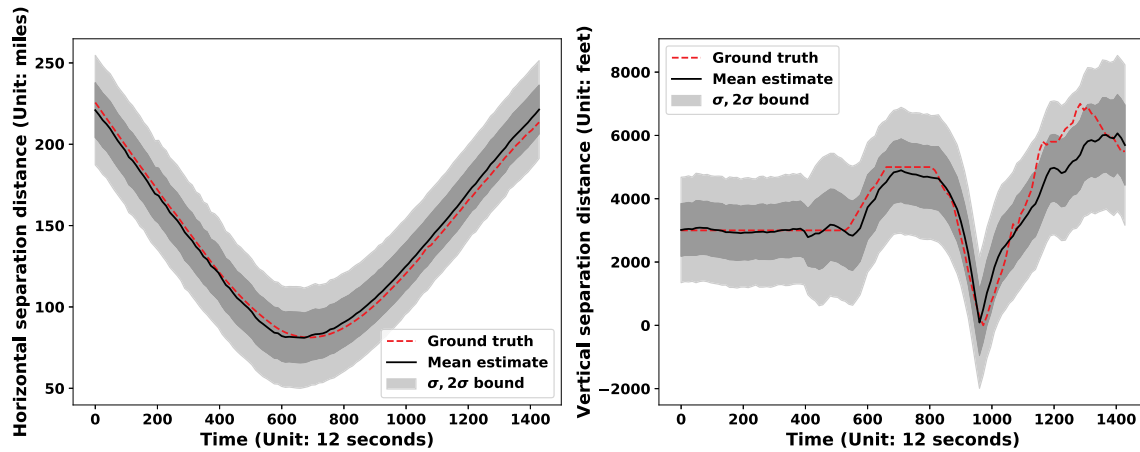 Horizontal separation distance (Unit: miles)
250
200
150
100
50
0
200
400
600
800
1000
1200
1400
Time (Unit: 12 seconds)
Ground truth
Mean estimate
σ, 2σ bound
Vertical separation distance (Unit: feet)
8000
6000
4000
2000
0
−2000
0
200
400
600
800
1000
1200
1400
Time (Unit: 12 seconds)
Ground truth
Mean estimate
σ, 2σ bound